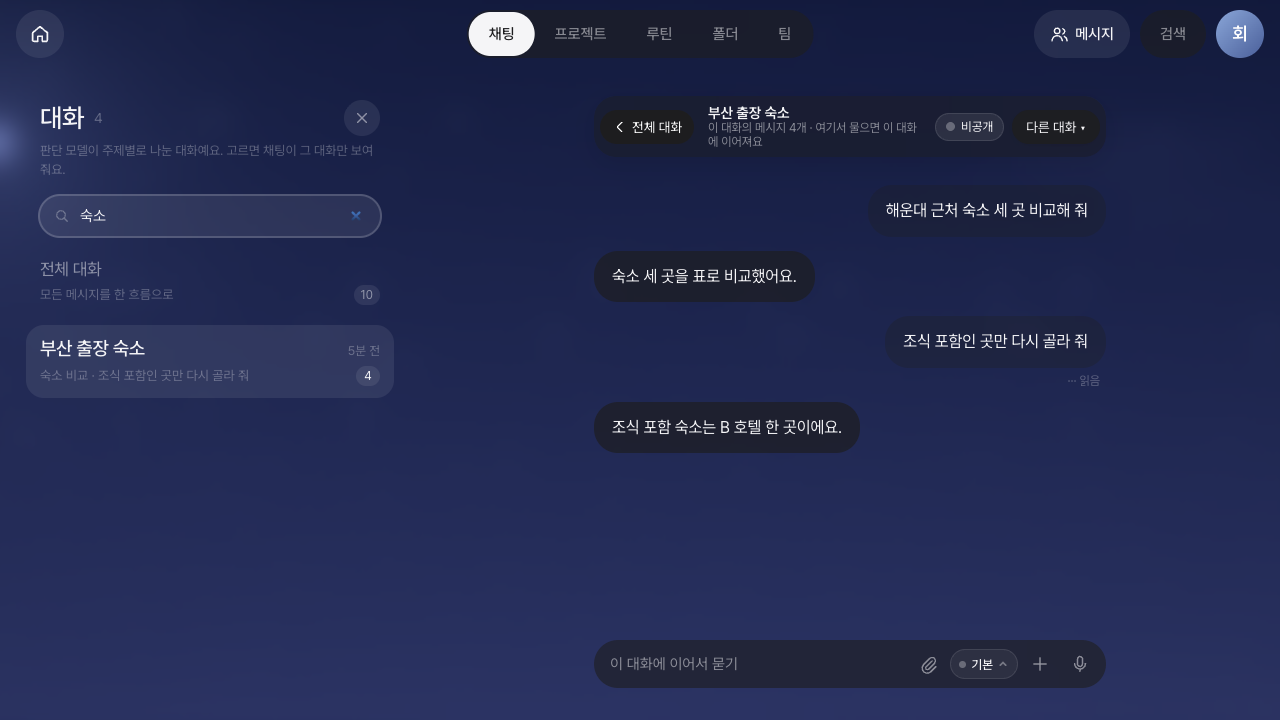 채팅
프로젝트
루틴
폴더
팀
메시지
검색
회
대화 4
판단 모델이 주제별로 나눈 대화예요. 고르면 채팅이 그 대화만 보여
줘요.
숙소
전체 대화
모든 메시지를 한 흐름으로 10
부산 출장 숙소 5분 전
숙소 비교 · 조식 포함인 곳만 다시 골라 줘 4
전체 대화
부산 출장 숙소
이 대화의 메시지 4개 · 여기서 물으면 이 대화
에 이어져요
비공개
다른 대화
해운대 근처 숙소 세 곳 비교해 줘
숙소 세 곳을 표로 비교했어요.
조식 포함인 곳만 다시 골라 줘
··· 읽음
조식 포함 숙소는 B 호텔 한 곳이에요.
이 대화에 이어서 묻기
기본